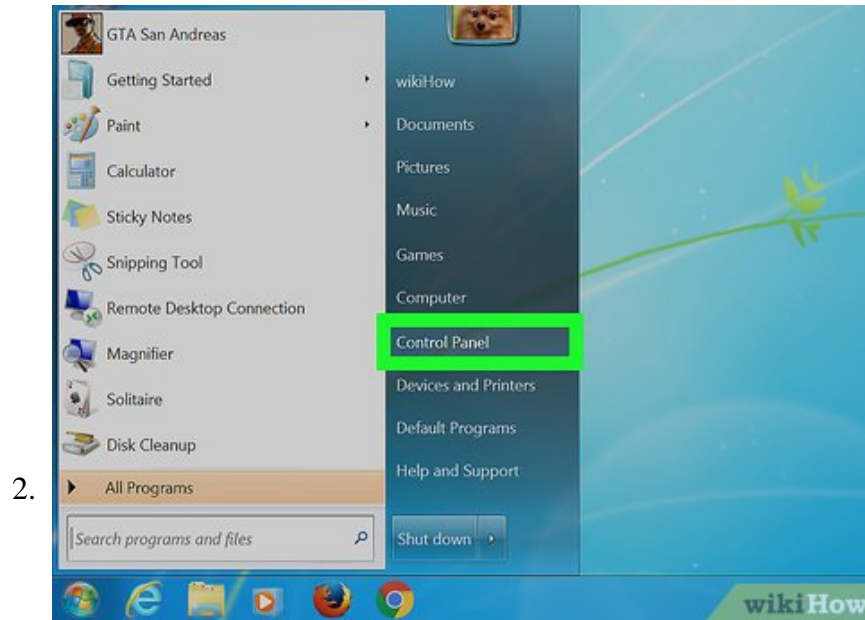 GTA San Andreas
Getting Started
Paint
Calculator
Sticky Notes
Snipping Tool
Remote Desktop Connection
Magnifier
Solitaire
Disk Cleanup
2.
All Programs
Search programs and files
wikiHow
Documents
Pictures
Music
Games
Computer
Control Panel
Devices and Printers
Default Programs
Help and Support
Shut down
wikiHow